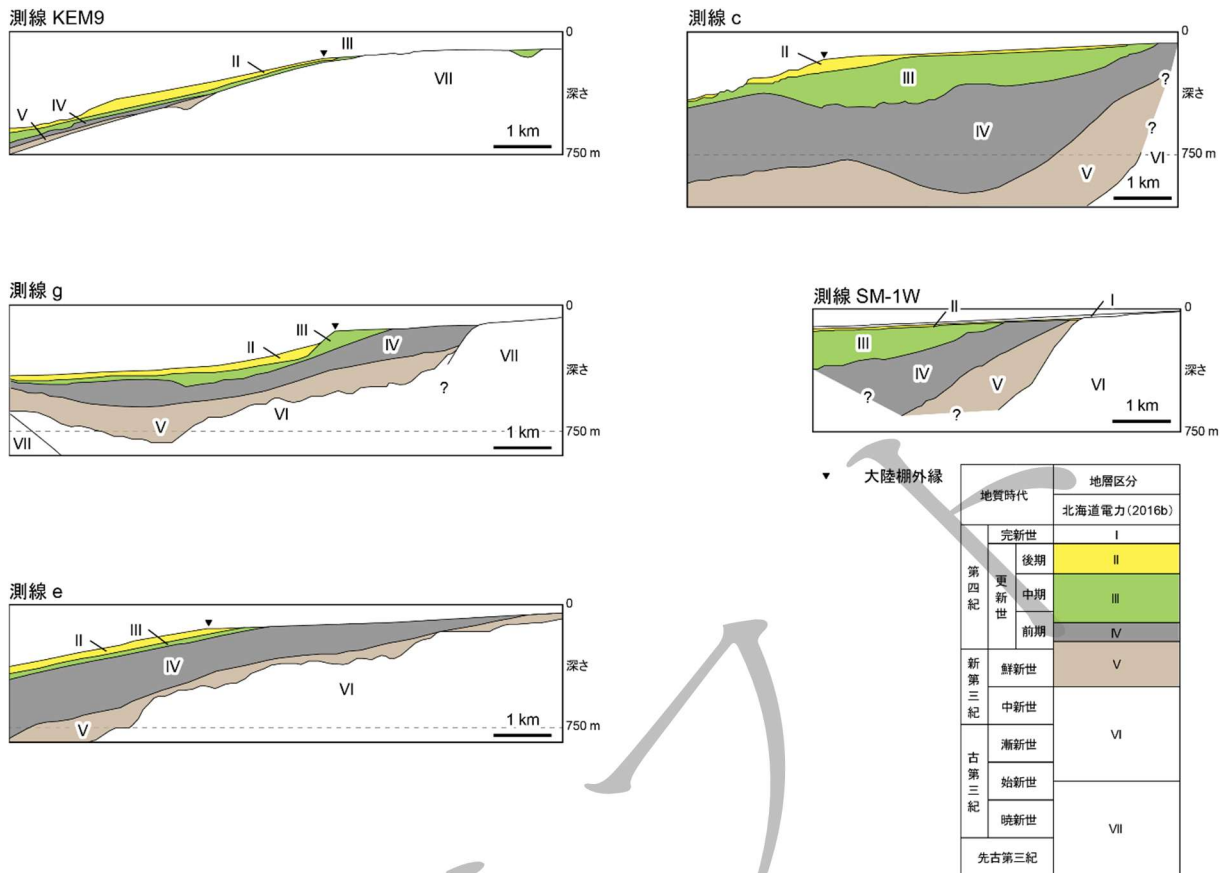 測線 KEM9
III
0
II
VII
IV
V
深さ
1 km
750 m
測線 c
0
II
III
深さ
?
IV
?
VI
V
750 m
1 km
測線 g
0
III
II
IV
VII
深さ
?
VI
V
VII
1 km
750 m
測線 SM-1W
I
II
0
III
IV
V
VI
深さ
?
?
1 km
750 m
測線 e
0
II
III
IV
深さ
VI
V
1 km
750 m
▼ 大陸棚外縁
地質時代
地層区分
北海道電力(2016b)
第四紀
完新世
I
更新世
後期
II
中期
III
前期
IV
新第三紀
鮮新世
V
中新世
VI
古第三紀
漸新世
始新世
暁新世
VII
先古第三紀